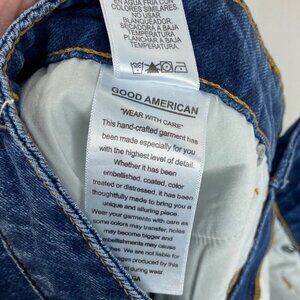 EN AGUA FRIA CON
COLORES SIMILARES.
NO USAR
BLANQUEADOR.
SECADORA A BAJA
TEMPERATURA
PLANCHAR A BAJA
TEMPERATURA
GOOD AMERICAN
"WEAR WITH CARE"
This hand-crafted garment has
been made especially for you
with the highest level of detail.
Whether it has been
embellished, coated, color
treated or distressed, it has been
thoughtfully made to bring you a
unique and alluring piece.
Wear your garments with care as
some colors may transfer, holes
may become bigger and
embellishments may cause
We are not liable for
changes produced by this
during wear.